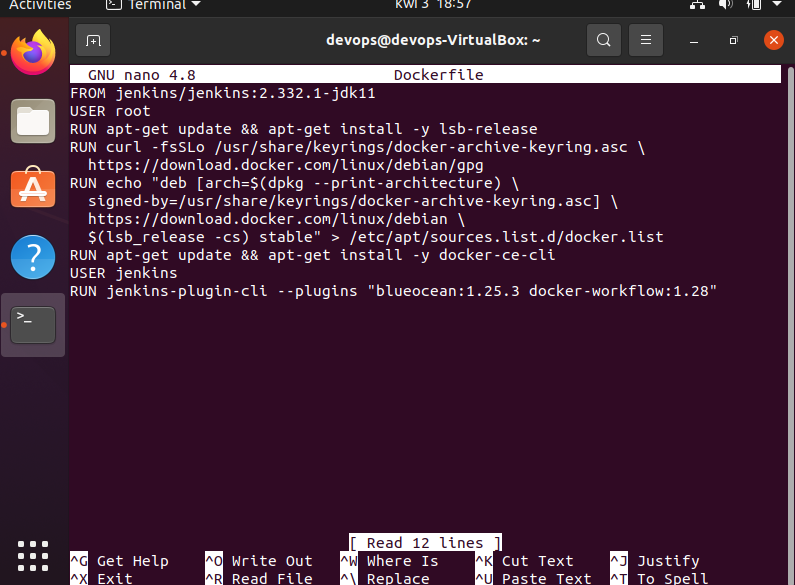 Activities Terminal kwi 3 18:57
devops@devops-VirtualBox: ~
GNU nano 4.8 Dockerfile
FROM jenkins/jenkins:2.332.1-jdk11
USER root
RUN apt-get update && apt-get install -y lsb-release
RUN curl -fsSLo /usr/share/keyrings/docker-archive-keyring.asc \
  https://download.docker.com/linux/debian/gpg
RUN echo "deb [arch=$(dpkg --print-architecture) \
  signed-by=/usr/share/keyrings/docker-archive-keyring.asc] \
  https://download.docker.com/linux/debian \
  $(lsb_release -cs) stable" > /etc/apt/sources.list.d/docker.list
RUN apt-get update && apt-get install -y docker-ce-cli
USER jenkins
RUN jenkins-plugin-cli --plugins "blueocean:1.25.3 docker-workflow:1.28"
[ Read 12 lines ]
^G Get Help ^O Write Out ^W Where Is ^K Cut Text ^J Justify
^X Exit ^R Read File ^\ Replace ^U Paste Text ^T To Spell